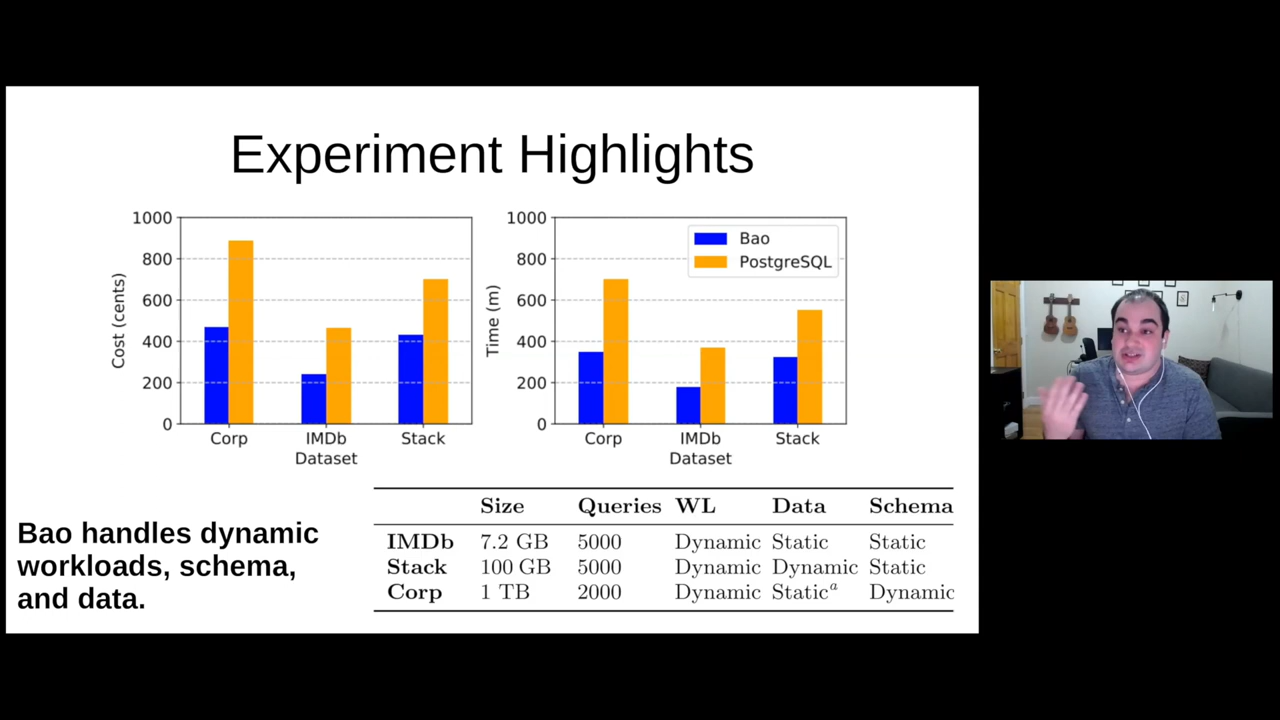 Experiment Highlights
1000
800
600
400
200
0
Cost (cents)
Corp IMDb Stack
Dataset
1000
800
600
400
200
0
Time (m)
Bao
PostgreSQL
Corp IMDb Stack
Dataset
Bao handles dynamic
workloads, schema,
and data.
Size Queries WL Data Schema
IMDb 7.2 GB 5000 Dynamic Static Static
Stack 100 GB 5000 Dynamic Dynamic Static
Corp 1 TB 2000 Dynamic Staticᵃ Dynamic